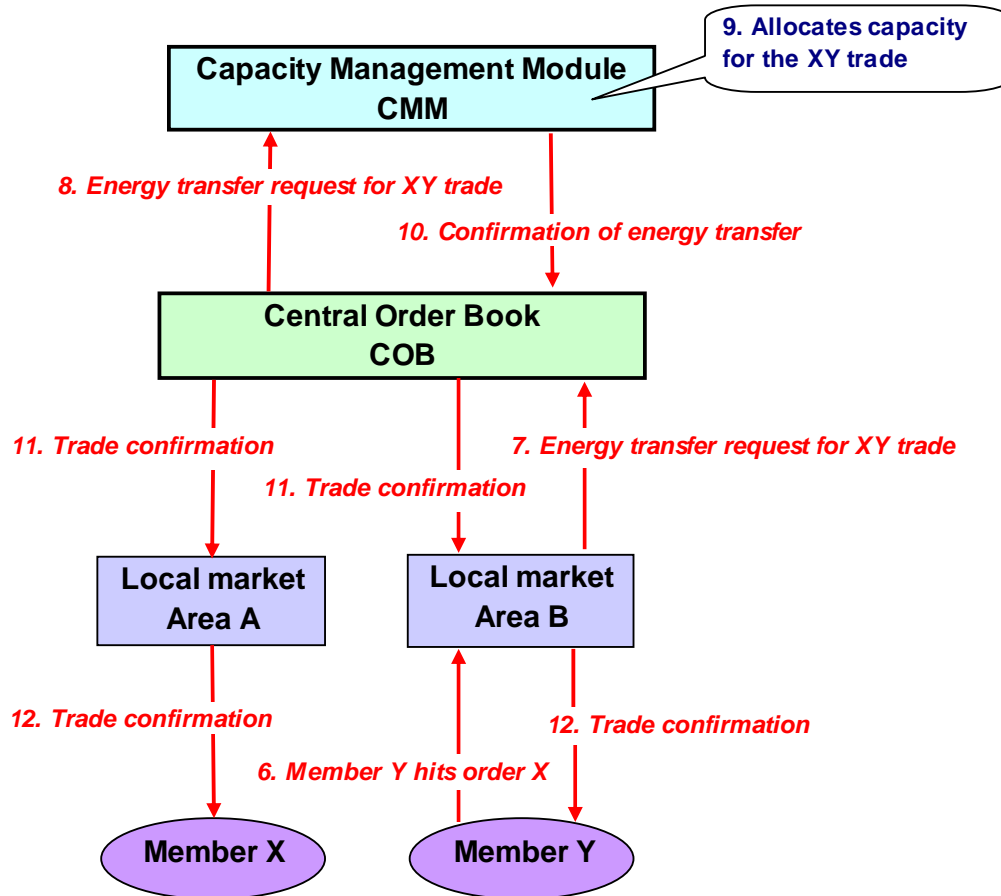 9. Allocates capacity
for the XY trade
Capacity Management Module
CMM
8. Energy transfer request for XY trade
10. Confirmation of energy transfer
Central Order Book
COB
11. Trade confirmation
7. Energy transfer request for XY trade
11. Trade confirmation
Local market
Area A
Local market
Area B
12. Trade confirmation
12. Trade confirmation
6. Member Y hits order X
Member X
Member Y